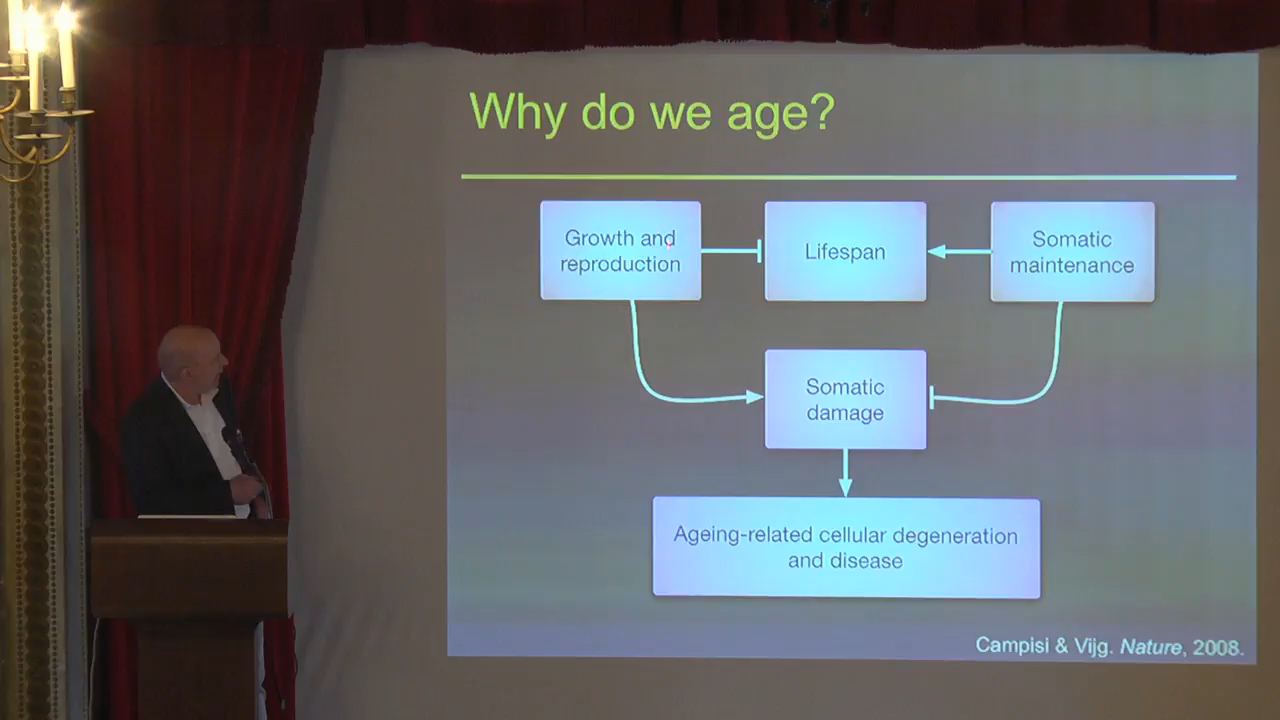 Why do we age?
Growth and
reproduction
Lifespan
Somatic
maintenance
Somatic
damage
Ageing-related cellular degeneration
and disease
Campisi & Vijg. Nature, 2008.